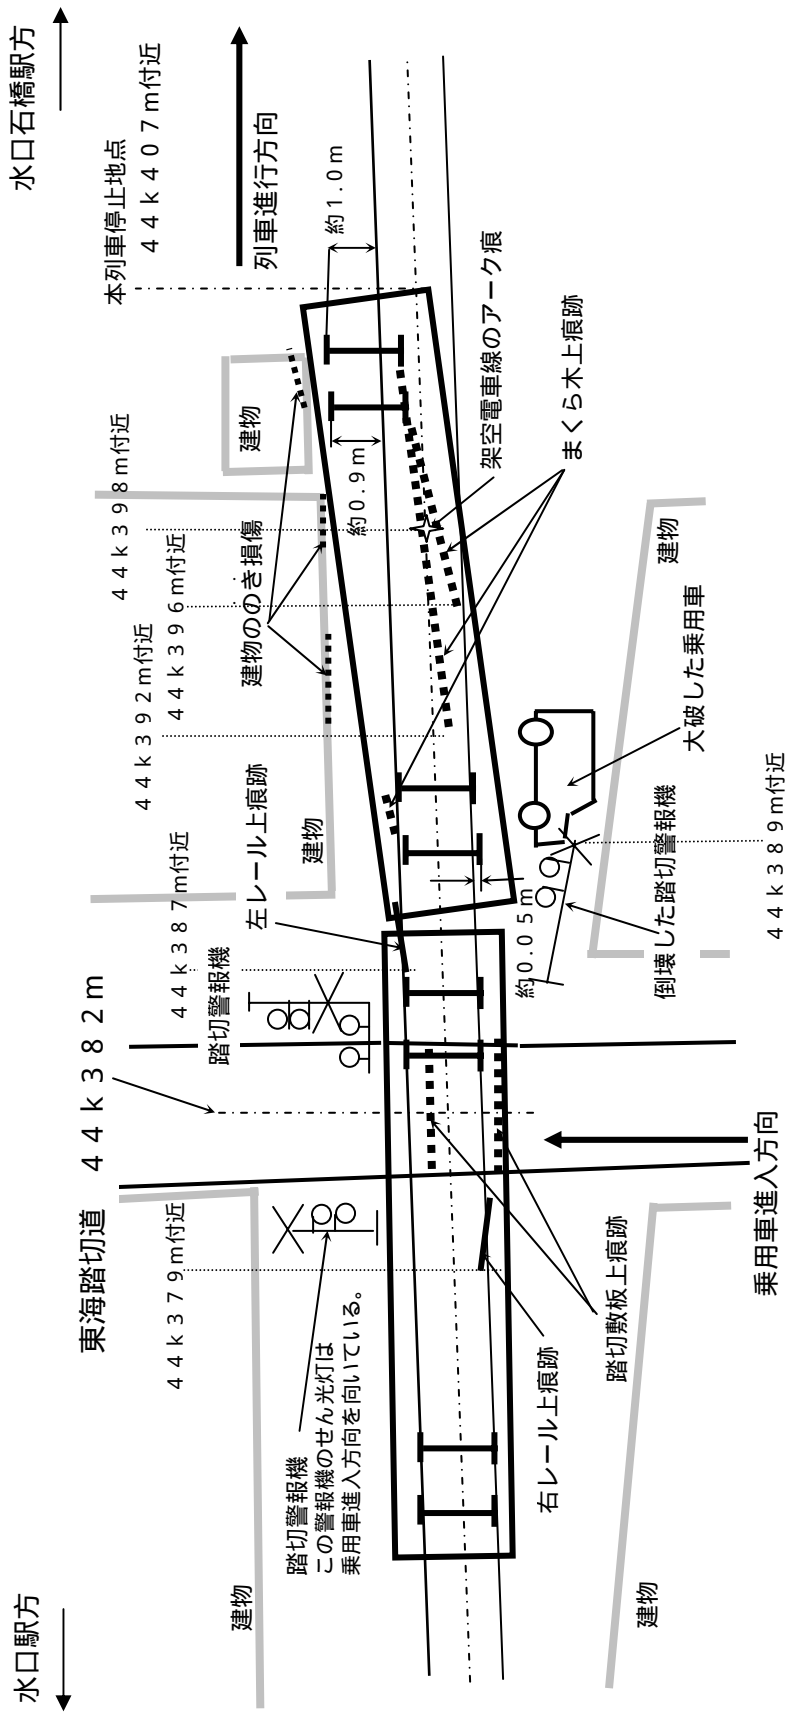 水口石橋駅方
列車進行方向
本列車停止地点
４４ｋ４０７ｍ付近
約１.０ｍ
約０.９ｍ
架空電車線のアーク痕
まくら木上痕跡
建物
４４ｋ３９８ｍ付近
４４ｋ３９６ｍ付近
４４ｋ３９２ｍ付近
建物ののき損傷
建物
大破した乗用車
４４ｋ３８９ｍ付近
倒壊した踏切警報機
建物
左レール上痕跡
４４ｋ３８７ｍ付近
踏切警報機
約０.０５ｍ
４４ｋ３８２ｍ
東海踏切道
乗用車進入方向
４４ｋ３７９ｍ付近
踏切敷板上痕跡
右レール上痕跡
踏切警報機
この警報機のせん光灯は
乗用車進入方向を向いている。
建物
建物
水口駅方